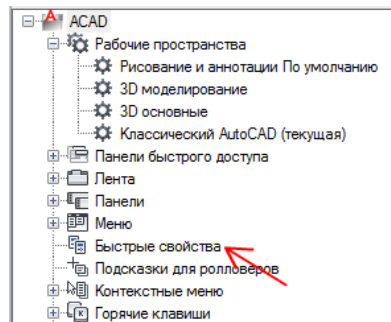 ACAD
Рабочие пространства
Рисование и аннотации По умолчанию
3D моделирование
3D основные
Классический AutoCAD (текущая)
Панели быстрого доступа
Лента
Панели
Меню
Быстрые свойства
Подсказки для ролловеров
Контекстные меню
Горячие клавиши